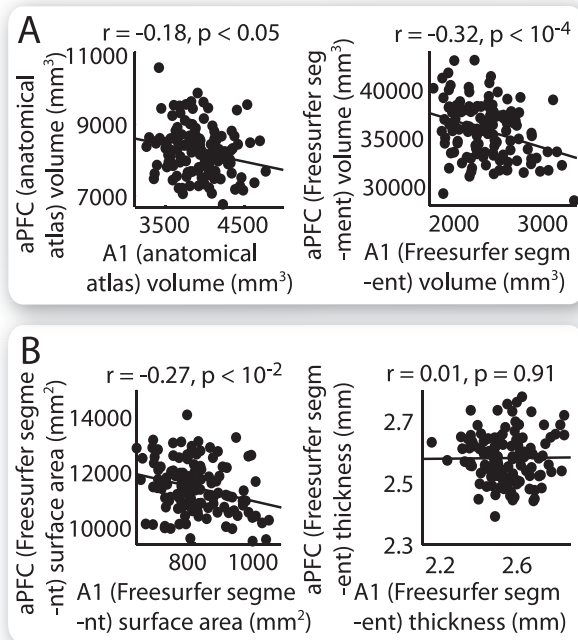 A
r = -0.18, p < 0.05
aPFC (anatomical
atlas) volume (mm³)
11000
9000
7000
3500 4500
A1 (anatomical
atlas) volume (mm³)
r = -0.32, p < 10⁻⁴
aPFC (Freesurfer seg
-ment) volume (mm³)
40000
35000
30000
2000 3000
A1 (Freesurfer segm
-ent) volume (mm³)
B
r = -0.27, p < 10⁻²
aPFC (Freesurfer segme
-nt) surface area (mm²)
14000
12000
10000
800 1000
A1 (Freesurfer segme
-nt) surface area (mm²)
r = 0.01, p = 0.91
aPFC (Freesurfer segm
-ent) thickness (mm)
2.7
2.5
2.3
2.2 2.6
A1 (Freesurfer segm
-ent) thickness (mm)